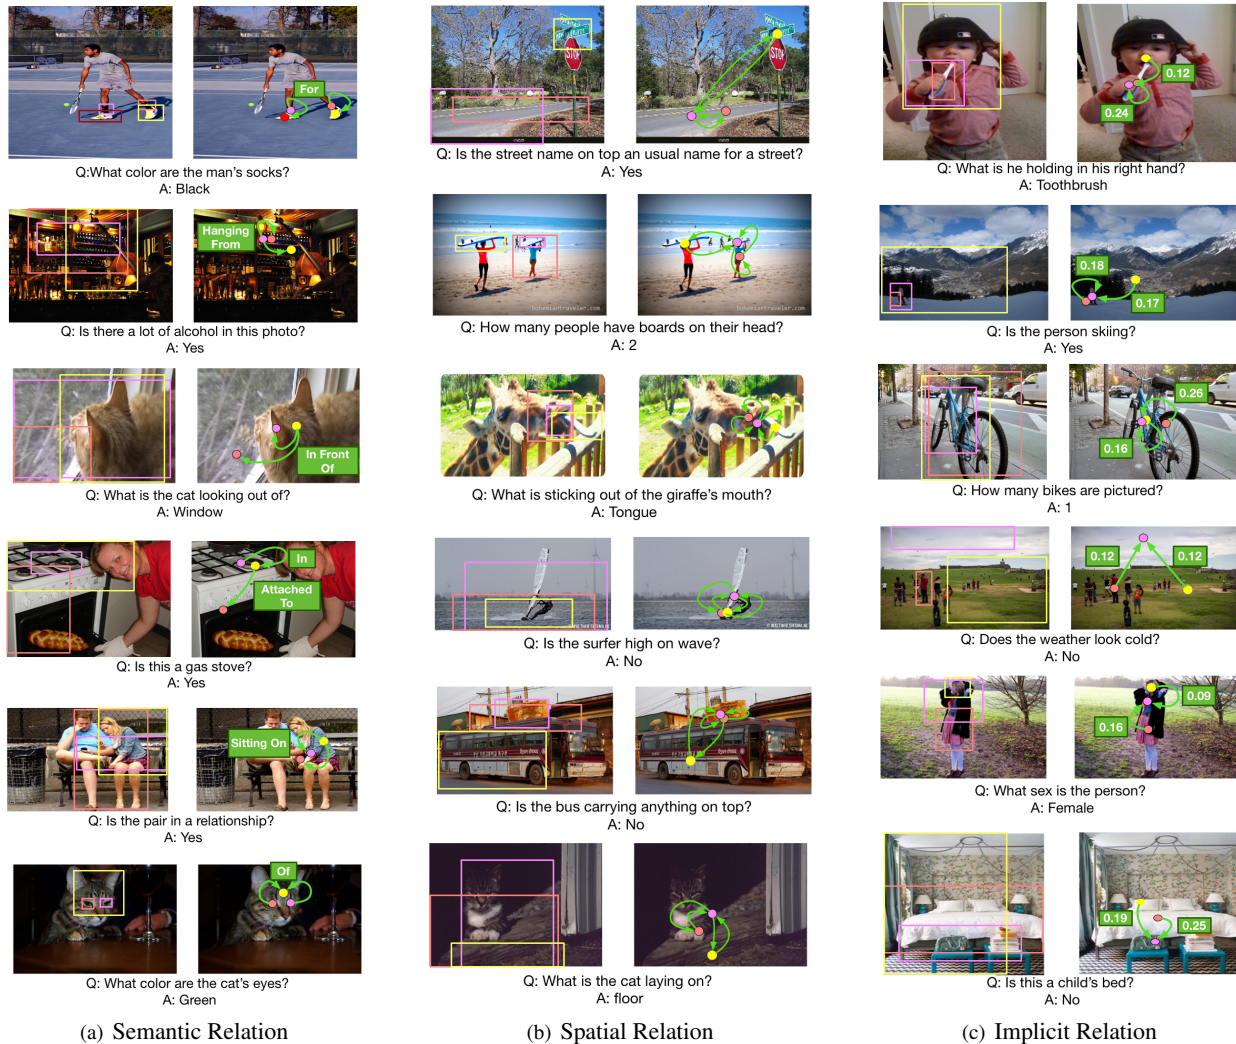 For
Q:What color are the man's socks?
A: Black
Hanging
From
Q: Is there a lot of alcohol in this photo?
A: Yes
In Front
Of
Q: What is the cat looking out of?
A: Window
In
Attached
To
Q: Is this a gas stove?
A: Yes
Sitting On
Q: Is the pair in a relationship?
A: Yes
Of
Q: What color are the cat's eyes?
A: Green
(a) Semantic Relation
STOP
STOP
Q: Is the street name on top an usual name for a street?
A: Yes
bohemiantraveler.com
bohemiantraveler.com
Q: How many people have boards on their head?
A: 2
Q: What is sticking out of the giraffe's mouth?
A: Tongue
Q: Is the surfer high on wave?
A: No
Q: Is the bus carrying anything on top?
A: No
Q: What is the cat laying on?
A: floor
(b) Spatial Relation
0.12
0.24
Q: What is he holding in his right hand?
A: Toothbrush
0.18
0.17
Q: Is the person skiing?
A: Yes
0.26
0.16
Q: How many bikes are pictured?
A: 1
0.12
0.12
Q: Does the weather look cold?
A: No
0.09
0.16
Q: What sex is the person?
A: Female
0.19
0.25
Q: Is this a child's bed?
A: No
(c) Implicit Relation